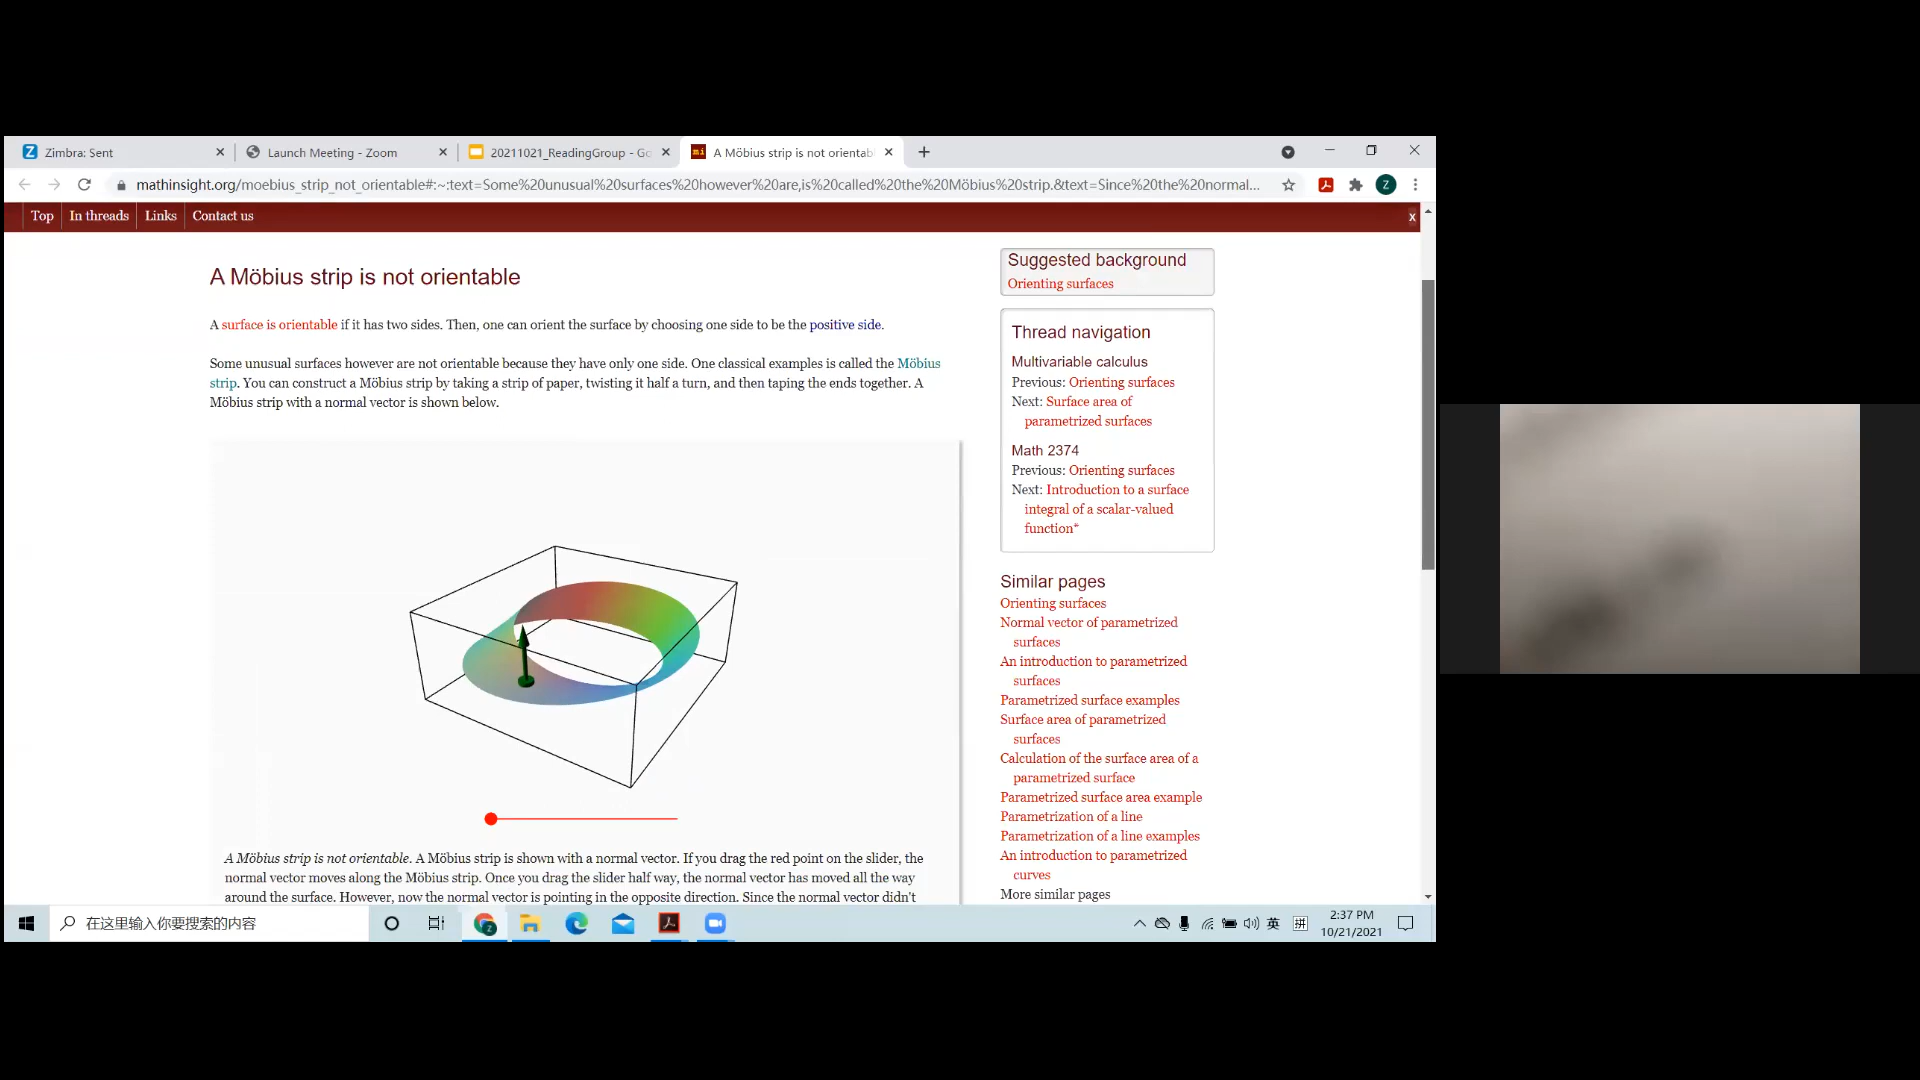 Zimbra: Sent
Launch Meeting - Zoom
20211021_ReadingGroup - Go
A Möbius strip is not orientab
mathinsight.org/moebius_strip_not_orientable#:~:text=Some%20unusual%20surfaces%20however%20are,is%20called%20the%20Möbius%20strip.&text=Since%20the%20normal...
Top
In threads
Links
Contact us
x
A Möbius strip is not orientable
A surface is orientable if it has two sides. Then, one can orient the surface by choosing one side to be the positive side.
Some unusual surfaces however are not orientable because they have only one side. One classical examples is called the Möbius
strip. You can construct a Möbius strip by taking a strip of paper, twisting it half a turn, and then taping the ends together. A
Möbius strip with a normal vector is shown below.
A Möbius strip is not orientable. A Möbius strip is shown with a normal vector. If you drag the red point on the slider, the
normal vector moves along the Möbius strip. Once you drag the slider half way, the normal vector has moved all the way
around the surface. However, now the normal vector is pointing in the opposite direction. Since the normal vector didn't
Suggested background
Orienting surfaces
Thread navigation
Multivariable calculus
Previous: Orienting surfaces
Next: Surface area of
parametrized surfaces
Math 2374
Previous: Orienting surfaces
Next: Introduction to a surface
integral of a scalar-valued
function*
Similar pages
Orienting surfaces
Normal vector of parametrized
surfaces
An introduction to parametrized
surfaces
Parametrized surface examples
Surface area of parametrized
surfaces
Calculation of the surface area of a
parametrized surface
Parametrized surface area example
Parametrization of a line
Parametrization of a line examples
An introduction to parametrized
curves
More similar pages
在这里输入你要搜索的内容
英
拼
2:37 PM
10/21/2021